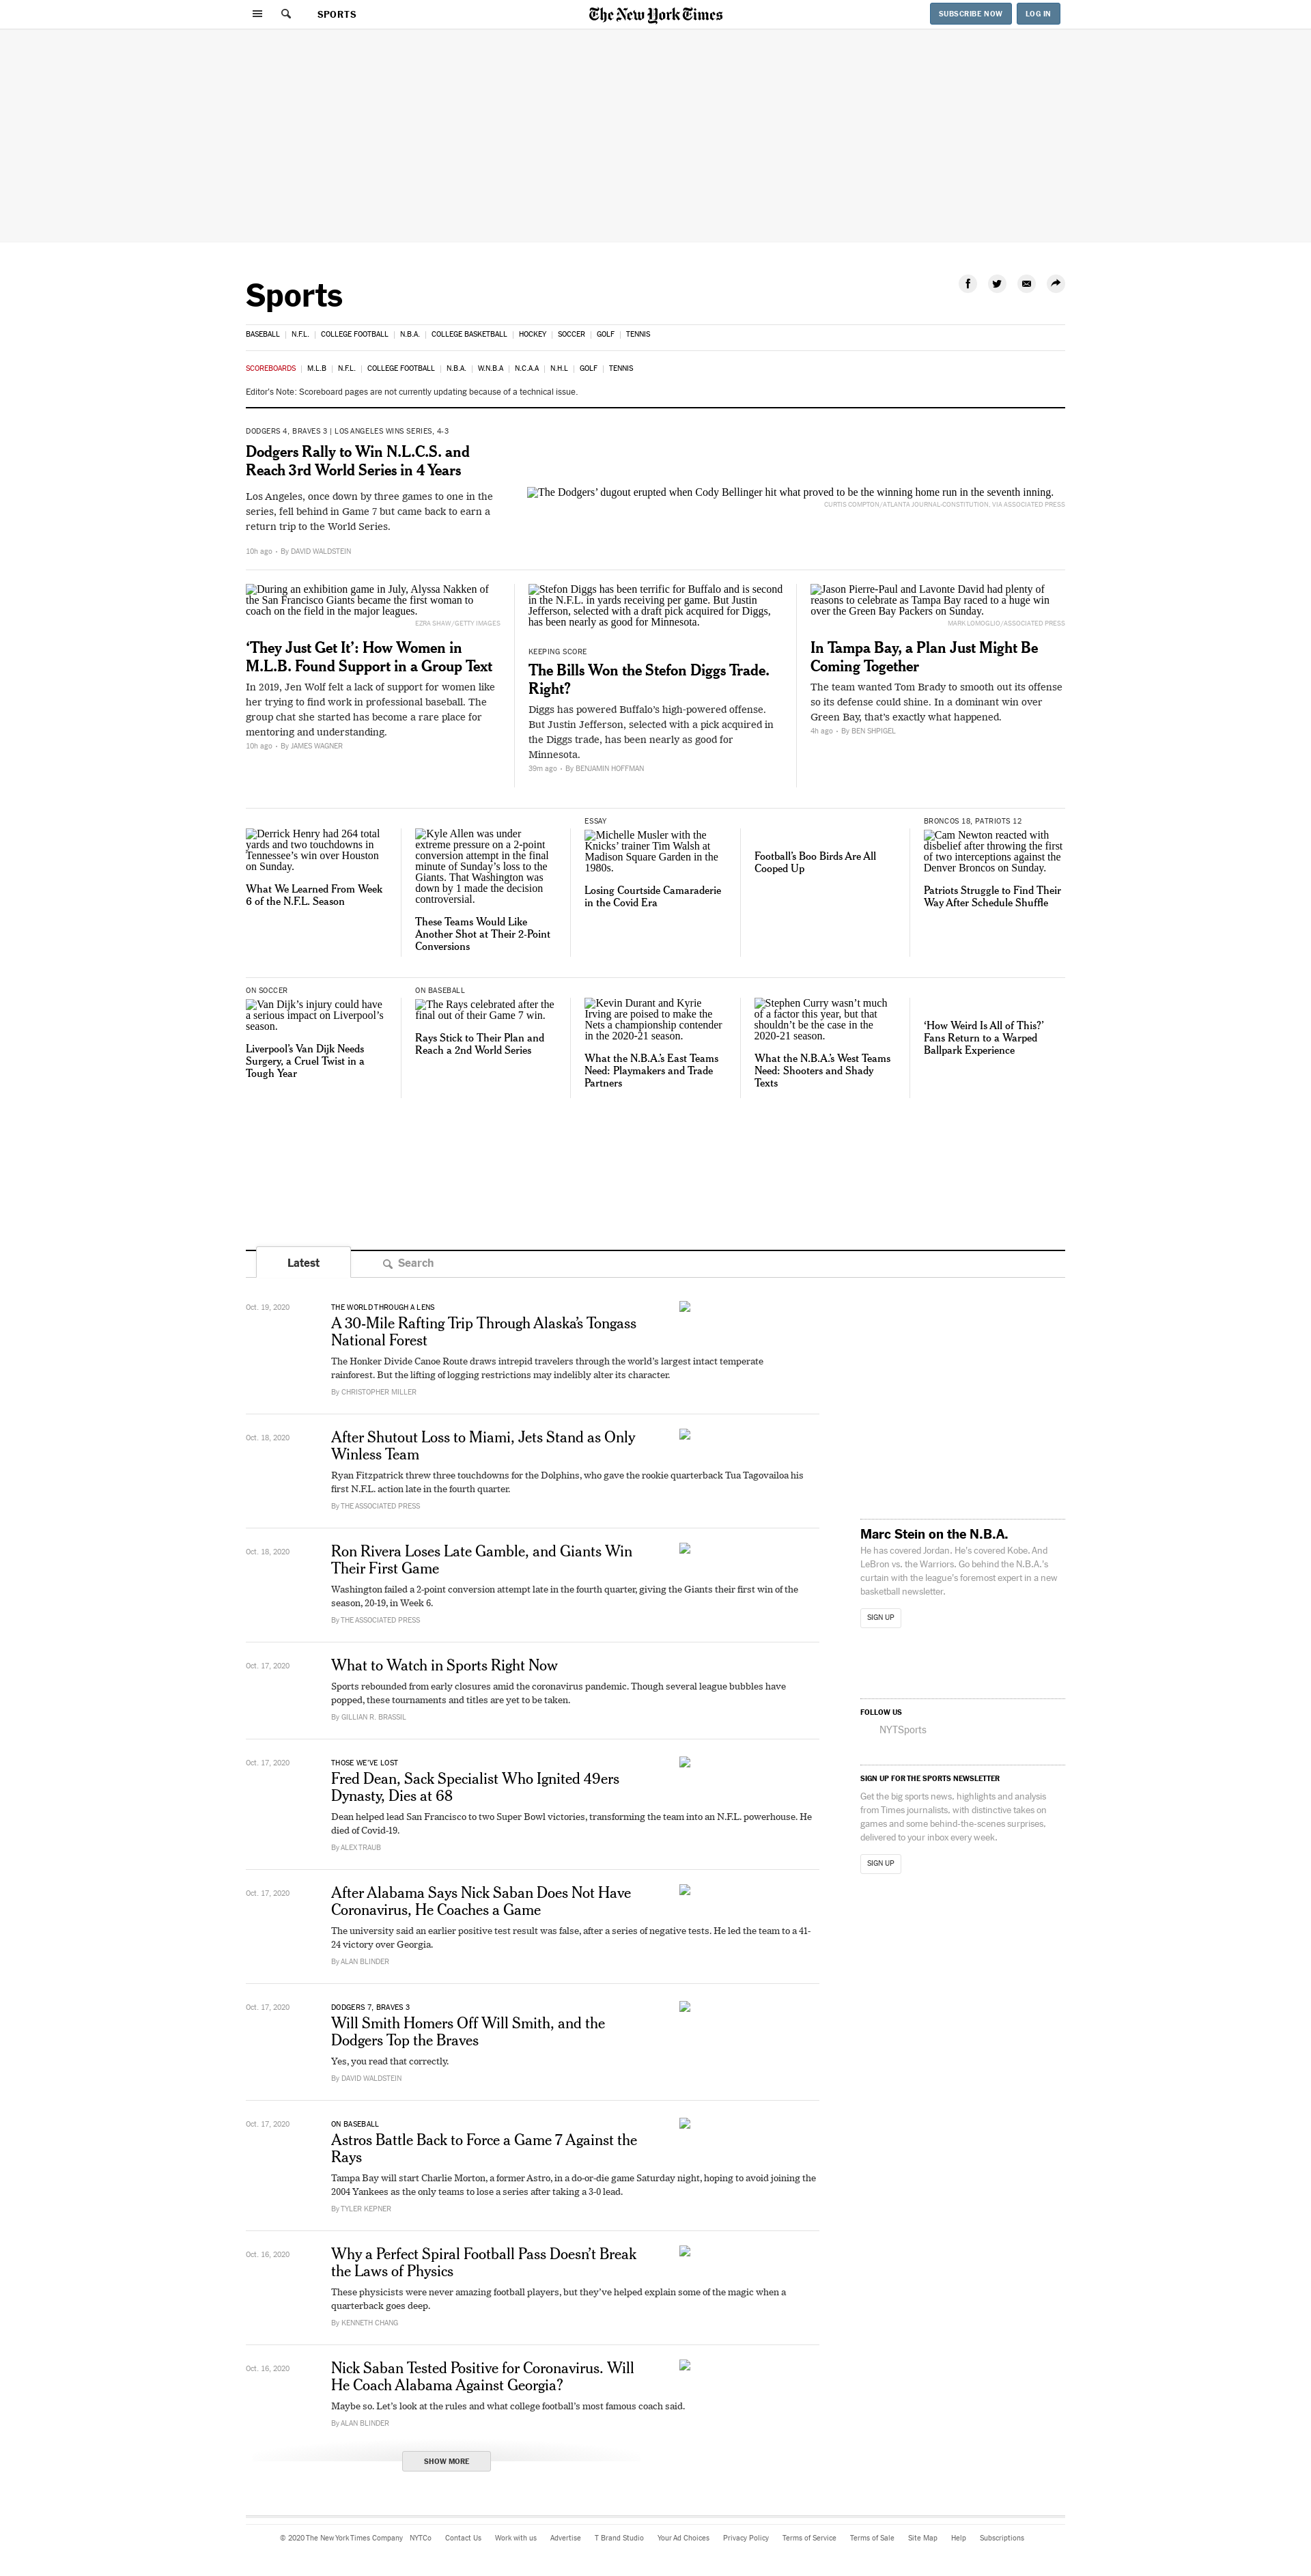 SPORTS
The New York Times
SUBSCRIBE NOW
LOG IN
Sports
BASEBALL | N.F.L. | COLLEGE FOOTBALL | N.B.A. | COLLEGE BASKETBALL | HOCKEY | SOCCER | GOLF | TENNIS
SCOREBOARDS | M.L.B | N.F.L. | COLLEGE FOOTBALL | N.B.A. | W.N.B.A | N.C.A.A | N.H.L | GOLF | TENNIS
Editor's Note: Scoreboard pages are not currently updating because of a technical issue.
DODGERS 4, BRAVES 3 | LOS ANGELES WINS SERIES, 4-3
Dodgers Rally to Win N.L.C.S. and
Reach 3rd World Series in 4 Years
Los Angeles, once down by three games to one in the
series, fell behind in Game 7 but came back to earn a
return trip to the World Series.
10h ago • By DAVID WALDSTEIN
The Dodgers’ dugout erupted when Cody Bellinger hit what proved to be the winning home run in the seventh inning.
CURTIS COMPTON/ATLANTA JOURNAL-CONSTITUTION, VIA ASSOCIATED PRESS
During an exhibition game in July, Alyssa Nakken of
the San Francisco Giants became the first woman to
coach on the field in the major leagues.
EZRA SHAW/GETTY IMAGES
‘They Just Get It’: How Women in
M.L.B. Found Support in a Group Text
In 2019, Jen Wolf felt a lack of support for women like
her trying to find work in professional baseball. The
group chat she started has become a rare place for
mentoring and understanding.
10h ago • By JAMES WAGNER
Stefon Diggs has been terrific for Buffalo and is second
in the N.F.L. in yards receiving per game. But Justin
Jefferson, selected with a draft pick acquired for Diggs,
has been nearly as good for Minnesota.
KEEPING SCORE
The Bills Won the Stefon Diggs Trade.
Right?
Diggs has powered Buffalo’s high-powered offense.
But Justin Jefferson, selected with a pick acquired in
the Diggs trade, has been nearly as good for
Minnesota.
39m ago • By BENJAMIN HOFFMAN
Jason Pierre-Paul and Lavonte David had plenty of
reasons to celebrate as Tampa Bay raced to a huge win
over the Green Bay Packers on Sunday.
MARK LOMOGLIO/ASSOCIATED PRESS
In Tampa Bay, a Plan Just Might Be
Coming Together
The team wanted Tom Brady to smooth out its offense
so its defense could shine. In a dominant win over
Green Bay, that’s exactly what happened.
4h ago • By BEN SHPIGEL
Derrick Henry had 264 total
yards and two touchdowns in
Tennessee’s win over Houston
on Sunday.
What We Learned From Week
6 of the N.F.L. Season
Kyle Allen was under
extreme pressure on a 2-point
conversion attempt in the final
minute of Sunday’s loss to the
Giants. That Washington was
down by 1 made the decision
controversial.
These Teams Would Like
Another Shot at Their 2-Point
Conversions
ESSAY
Michelle Musler with the
Knicks’ trainer Tim Walsh at
Madison Square Garden in the
1980s.
Losing Courtside Camaraderie
in the Covid Era
Football’s Boo Birds Are All
Cooped Up
BRONCOS 18, PATRIOTS 12
Cam Newton reacted with
disbelief after throwing the first
of two interceptions against the
Denver Broncos on Sunday.
Patriots Struggle to Find Their
Way After Schedule Shuffle
ON SOCCER
Van Dijk’s injury could have
a serious impact on Liverpool’s
season.
Liverpool’s Van Dijk Needs
Surgery, a Cruel Twist in a
Tough Year
ON BASEBALL
The Rays celebrated after the
final out of their Game 7 win.
Rays Stick to Their Plan and
Reach a 2nd World Series
Kevin Durant and Kyrie
Irving are poised to make the
Nets a championship contender
in the 2020-21 season.
What the N.B.A.’s East Teams
Need: Playmakers and Trade
Partners
Stephen Curry wasn’t much
of a factor this year, but that
shouldn’t be the case in the
2020-21 season.
What the N.B.A.’s West Teams
Need: Shooters and Shady
Texts
‘How Weird Is All of This?’
Fans Return to a Warped
Ballpark Experience
Latest
Search
Oct. 19, 2020
THE WORLD THROUGH A LENS
A 30-Mile Rafting Trip Through Alaska’s Tongass
National Forest
The Honker Divide Canoe Route draws intrepid travelers through the world’s largest intact temperate
rainforest. But the lifting of logging restrictions may indelibly alter its character.
By CHRISTOPHER MILLER
Oct. 18, 2020
After Shutout Loss to Miami, Jets Stand as Only
Winless Team
Ryan Fitzpatrick threw three touchdowns for the Dolphins, who gave the rookie quarterback Tua Tagovailoa his
first N.F.L. action late in the fourth quarter.
By THE ASSOCIATED PRESS
Oct. 18, 2020
Ron Rivera Loses Late Gamble, and Giants Win
Their First Game
Washington failed a 2-point conversion attempt late in the fourth quarter, giving the Giants their first win of the
season, 20-19, in Week 6.
By THE ASSOCIATED PRESS
Oct. 17, 2020
What to Watch in Sports Right Now
Sports rebounded from early closures amid the coronavirus pandemic. Though several league bubbles have
popped, these tournaments and titles are yet to be taken.
By GILLIAN R. BRASSIL
Oct. 17, 2020
THOSE WE’VE LOST
Fred Dean, Sack Specialist Who Ignited 49ers
Dynasty, Dies at 68
Dean helped lead San Francisco to two Super Bowl victories, transforming the team into an N.F.L. powerhouse. He
died of Covid-19.
By ALEX TRAUB
Oct. 17, 2020
After Alabama Says Nick Saban Does Not Have
Coronavirus, He Coaches a Game
The university said an earlier positive test result was false, after a series of negative tests. He led the team to a 41-
24 victory over Georgia.
By ALAN BLINDER
Oct. 17, 2020
DODGERS 7, BRAVES 3
Will Smith Homers Off Will Smith, and the
Dodgers Top the Braves
Yes, you read that correctly.
By DAVID WALDSTEIN
Oct. 17, 2020
ON BASEBALL
Astros Battle Back to Force a Game 7 Against the
Rays
Tampa Bay will start Charlie Morton, a former Astro, in a do-or-die game Saturday night, hoping to avoid joining the
2004 Yankees as the only teams to lose a series after taking a 3-0 lead.
By TYLER KEPNER
Oct. 16, 2020
Why a Perfect Spiral Football Pass Doesn’t Break
the Laws of Physics
These physicists were never amazing football players, but they’ve helped explain some of the magic when a
quarterback goes deep.
By KENNETH CHANG
Oct. 16, 2020
Nick Saban Tested Positive for Coronavirus. Will
He Coach Alabama Against Georgia?
Maybe so. Let’s look at the rules and what college football’s most famous coach said.
By ALAN BLINDER
SHOW MORE
Marc Stein on the N.B.A.
He has covered Jordan. He’s covered Kobe. And
LeBron vs. the Warriors. Go behind the N.B.A.’s
curtain with the league’s foremost expert in a new
basketball newsletter.
SIGN UP
FOLLOW US
NYTSports
SIGN UP FOR THE SPORTS NEWSLETTER
Get the big sports news, highlights and analysis
from Times journalists, with distinctive takes on
games and some behind-the-scenes surprises,
delivered to your inbox every week.
SIGN UP
© 2020 The New York Times Company NYTCo Contact Us Work with us Advertise T Brand Studio Your Ad Choices Privacy Policy Terms of Service Terms of Sale Site Map Help Subscriptions